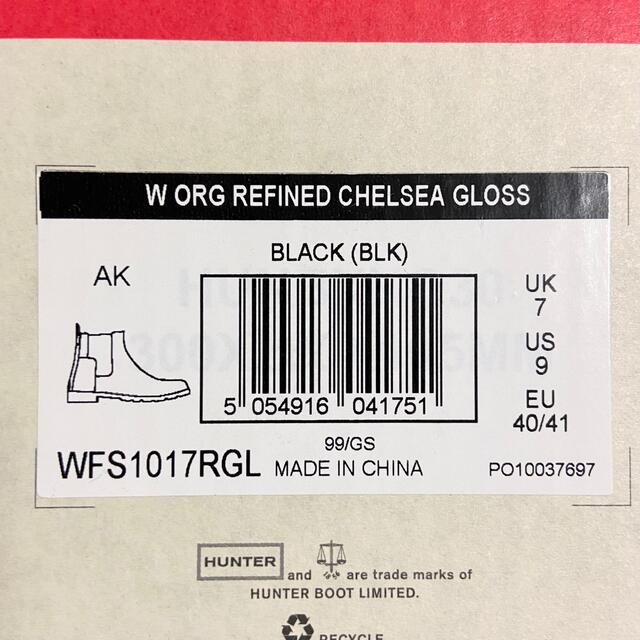 W ORG REFINED CHELSEA GLOSS
BLACK (BLK)
AK
UK
7
US
9
EU
40/41
5 054916 041751
99/GS
WFS1017RGL MADE IN CHINA PO10037697
HUNTER and are trade marks of
HUNTER BOOT LIMITED.
RECYCLE